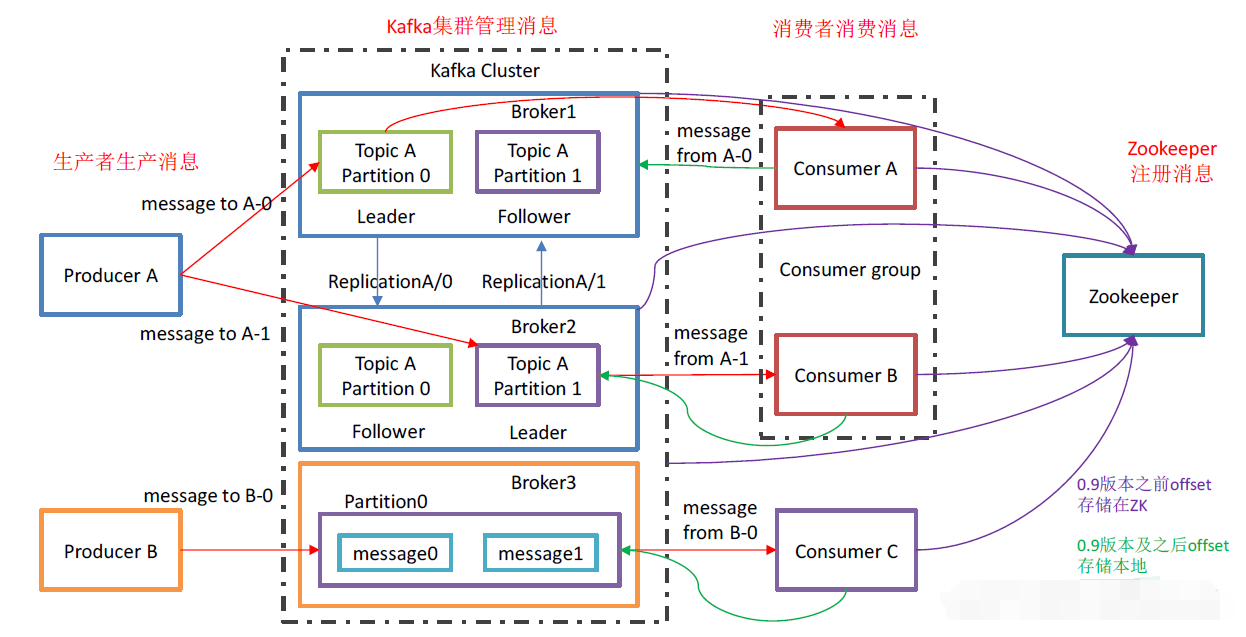 Kafka集群管理消息
消费者消费消息
Kafka Cluster
Broker1
Topic A
Partition 0
Topic A
Partition 1
Leader
Follower
生产者生产消息
message to A-0
Producer A
message to A-1
ReplicationA/0
ReplicationA/1
Broker2
Topic A
Partition 0
Topic A
Partition 1
Follower
Leader
message
from A-0
Consumer A
Consumer group
message
from A-1
Consumer B
Zookeeper
注册消息
Zookeeper
message to B-0
Producer B
Broker3
Partition0
message0
message1
message
from B-0
Consumer C
0.9版本之前offset
存储在ZK
0.9版本及之后offset
存储本地